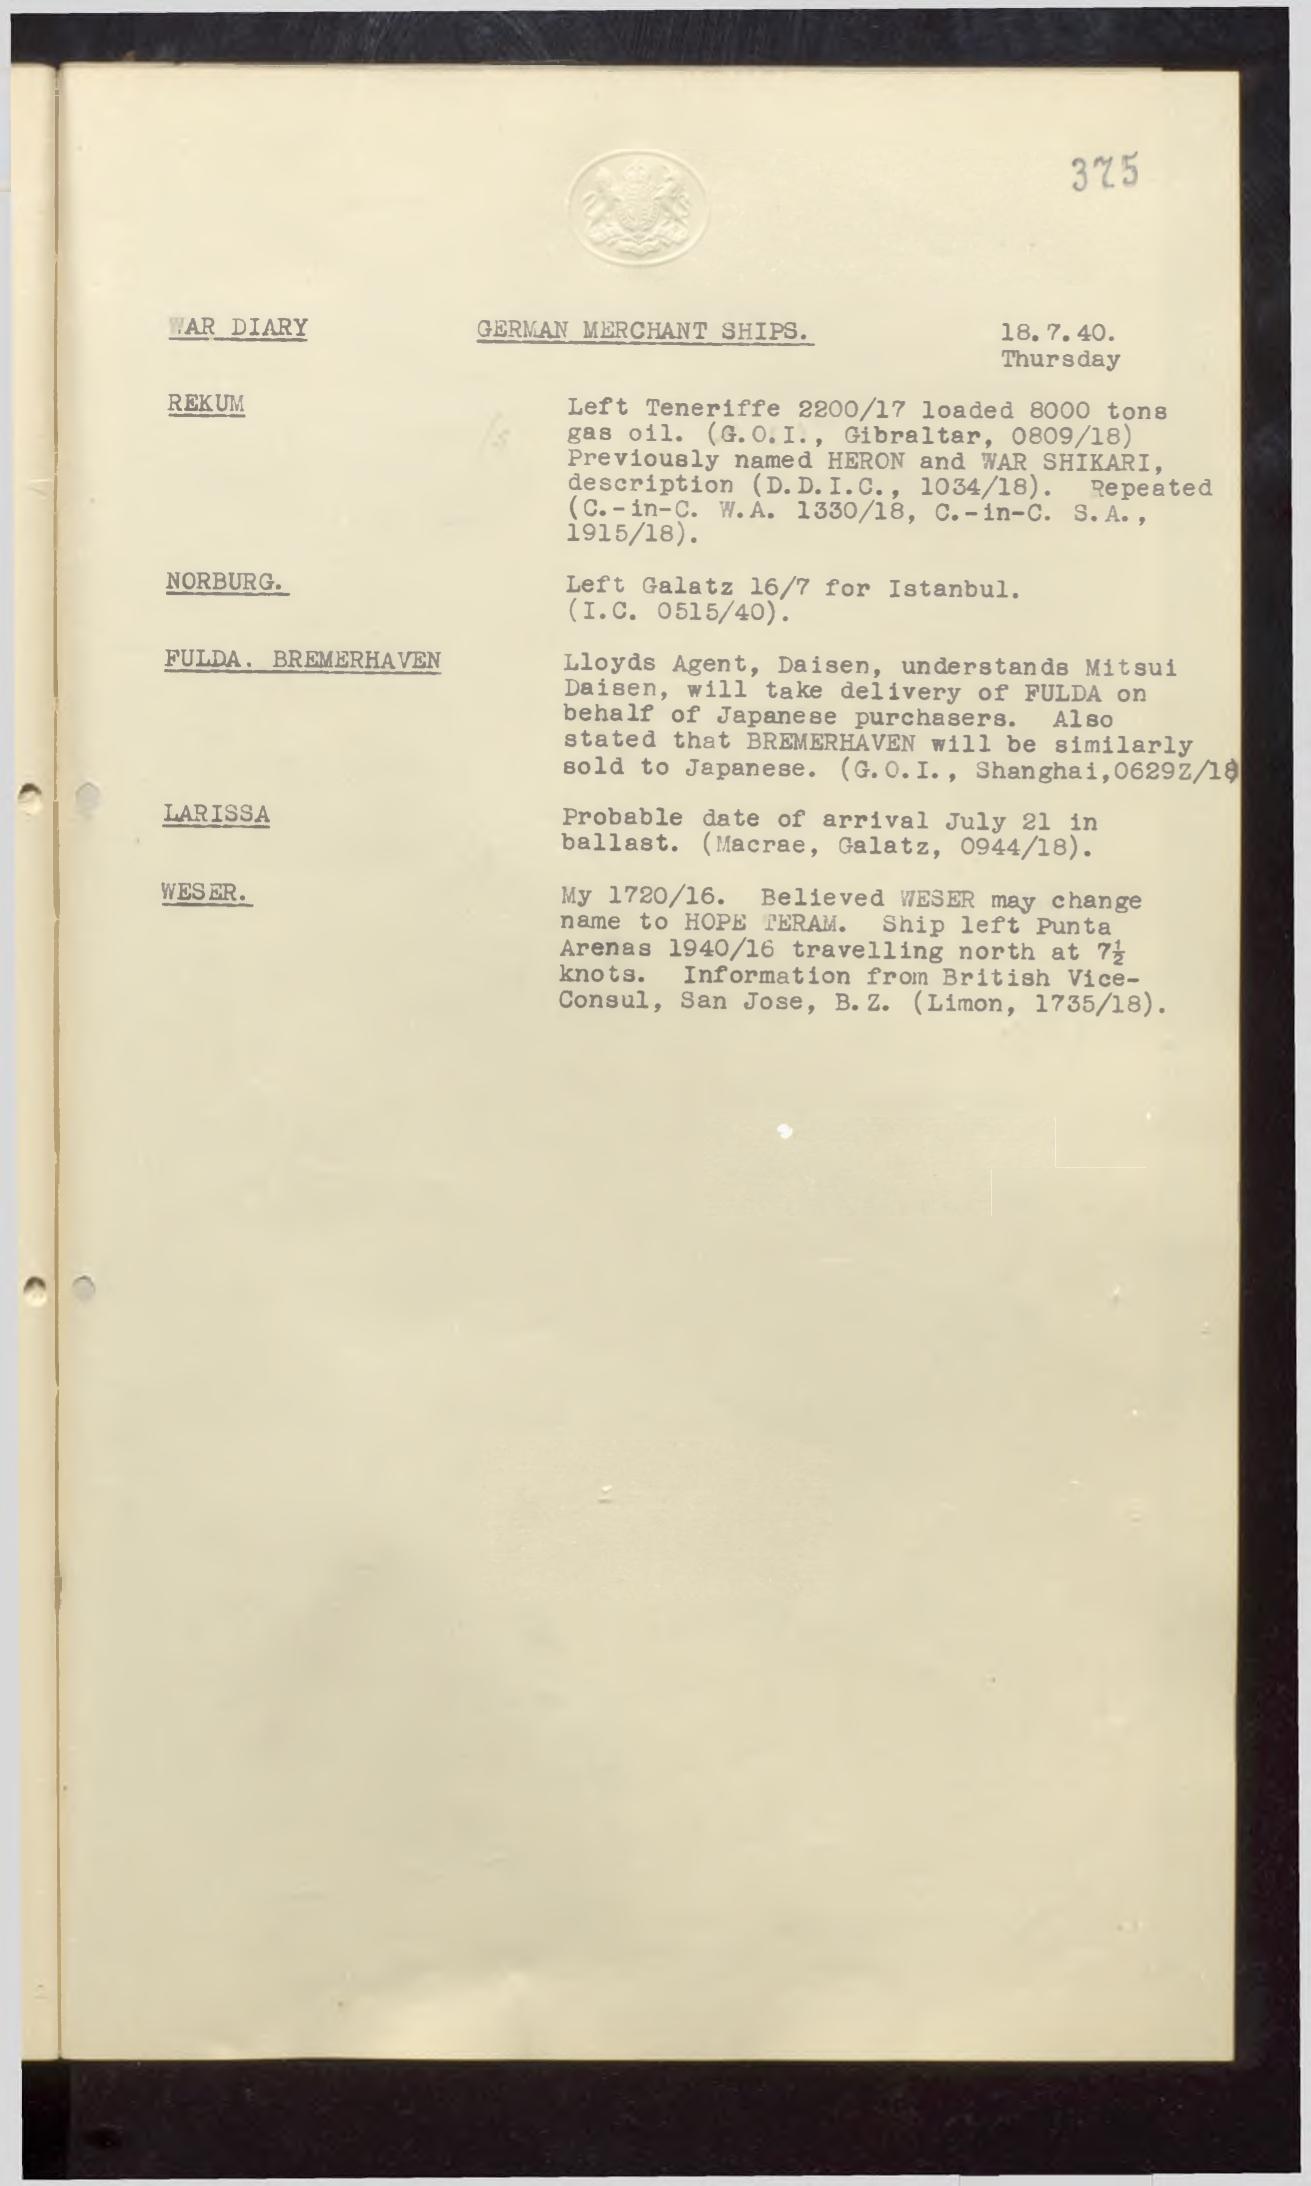 375
WAR DIARY GERMAN MERCHANT SHIPS. 18.7.40.
Thursday
REKUM Left Teneriffe 2200/17 loaded 8000 tons
gas oil. (G.O.I., Gibraltar, 0809/18)
Previously named HERON and WAR SHIKARI,
description (D.D.I.C., 1034/18). Repeated
(C.-in-C. W.A. 1330/18, C.-in-C. S.A.,
1915/18).
NORBURG. Left Galatz 16/7 for Istanbul.
(I.C. 0515/40).
FULDA. BREMERHAVEN Lloyds Agent, Daisen, understands Mitsui
Daisen, will take delivery of FULDA on
behalf of Japanese purchasers. Also
stated that BREMERHAVEN will be similarly
sold to Japanese. (G.O.I., Shanghai,0629Z/18)
LARISSA Probable date of arrival July 21 in
ballast. (Macrae, Galatz, 0944/18).
WESER. My 1720/16. Believed WESER may change
name to HOPE TERAM. Ship left Punta
Arenas 1940/16 travelling north at 7½
knots. Information from British Vice-
Consul, San Jose, B.Z. (Limon, 1735/18).